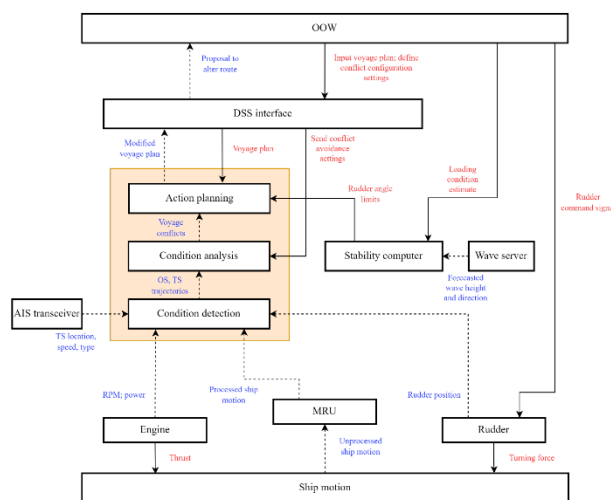 OOW
Proposal to
alter route
Input voyage plan; define
conflict configuration
settings
DSS interface
Modified
voyage plan
Voyage plan
Send conflict
avoidance
settings
Loading
condition
estimate
Rudder
command signal
Action planning
Rudder angle
limits
Voyage
conflicts
Condition analysis
Stability computer
Wave server
OS, TS
trajectories
Forecasted
wave height
and direction
AIS transceiver
Condition detection
TS location,
speed, type
RPM; power
Processed ship
motion
Rudder position
MRU
Engine
Rudder
Thrust
Unprocessed
ship motion
Turning force
Ship motion